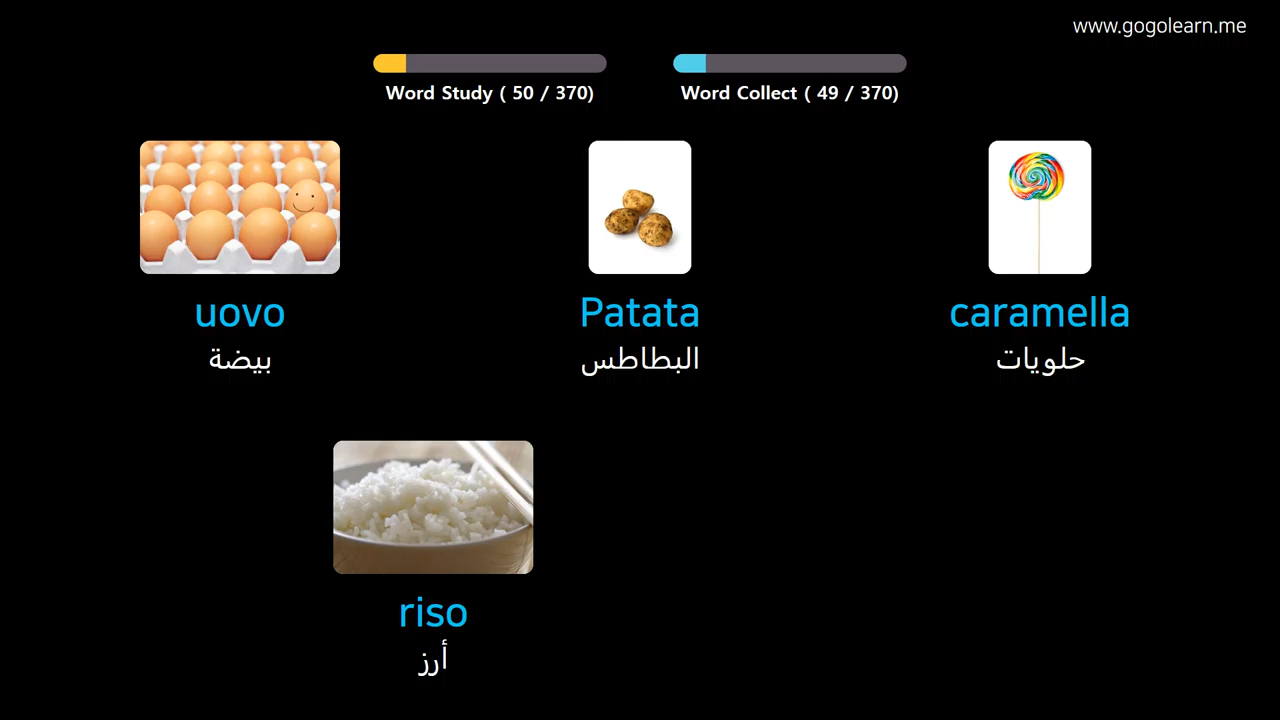 www.gogolearn.me
Word Study ( 50 / 370)
Word Collect ( 49 / 370)
uovo
بيضة
Patata
البطاطس
caramella
حلويات
riso
أرز